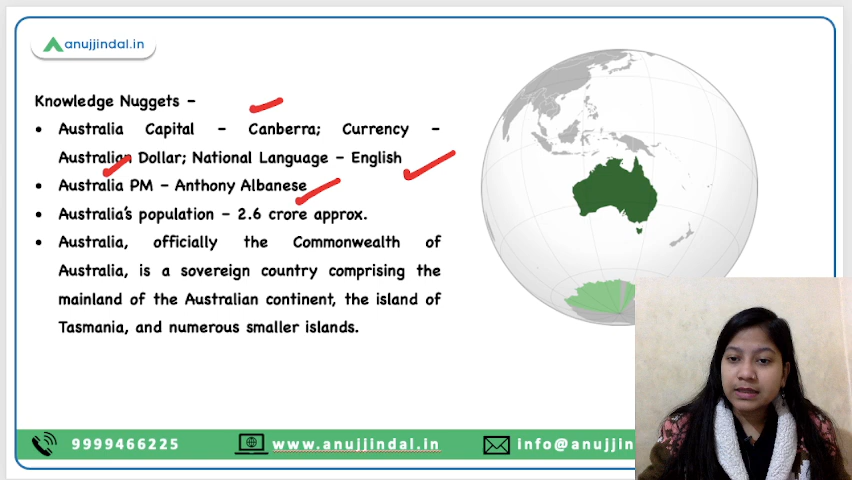 anujjindal.in
Knowledge Nuggets –
• Australia Capital – Canberra; Currency –
Australian Dollar; National Language – English
• Australia PM – Anthony Albanese
• Australia's population – 2.6 crore approx.
• Australia, officially the Commonwealth of
Australia, is a sovereign country comprising the
mainland of the Australian continent, the island of
Tasmania, and numerous smaller islands.
9999466225
www.anujjindal.in
info@anujjin